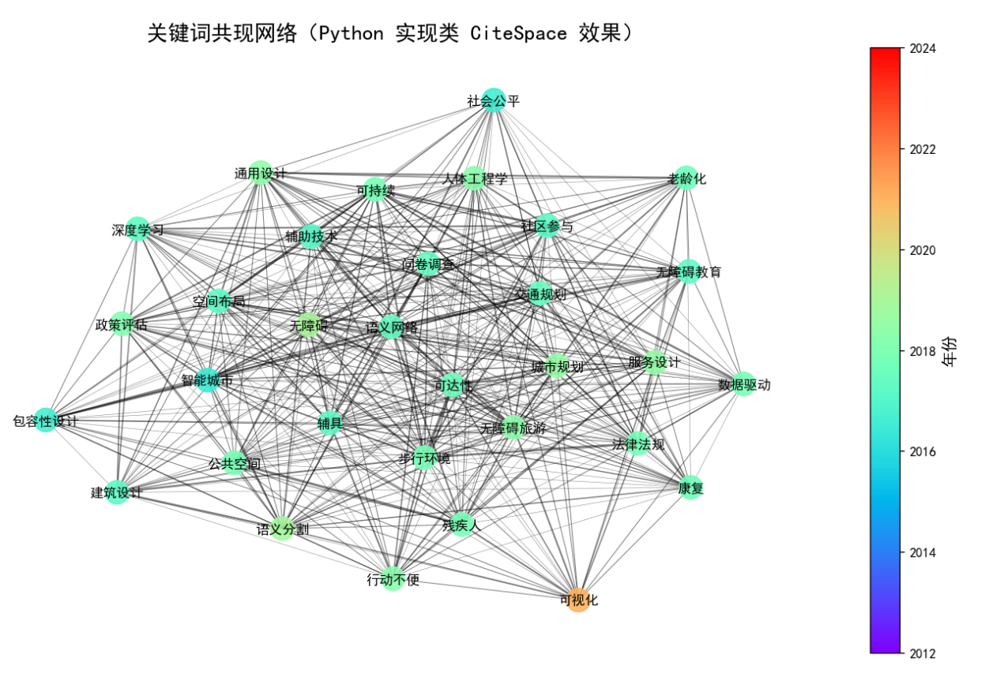 关键词共现网络（Python 实现类 CiteSpace 效果）
社会公平
通用设计
人体工程学
老龄化
可持续
社区参与
深度学习
辅助技术
问卷调查
无障碍教育
交通规划
空间布局
政策评估
无障碍
语义网络
城市规划
服务设计
智能城市
可达性
数据驱动
包容性设计
辅具
无障碍旅游
法律法规
步行环境
公共空间
建筑设计
康复
语义分割
残疾人
行动不便
可视化
2024
2022
2020
2018
2016
2014
2012
年份